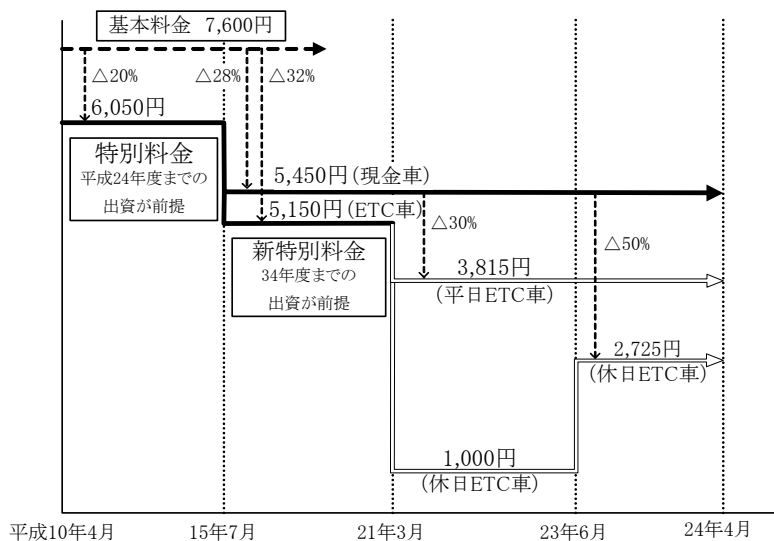 基本料金 7,600円
△20%
△28%
△32%
6,050円
特別料金
平成24年度までの
出資が前提
5,450円(現金車)
5,150円(ETC車)
△30%
△50%
新特別料金
34年度までの
出資が前提
3,815円
(平日ETC車)
2,725円
(休日ETC車)
1,000円
(休日ETC車)
平成10年4月
15年7月
21年3月
23年6月
24年4月